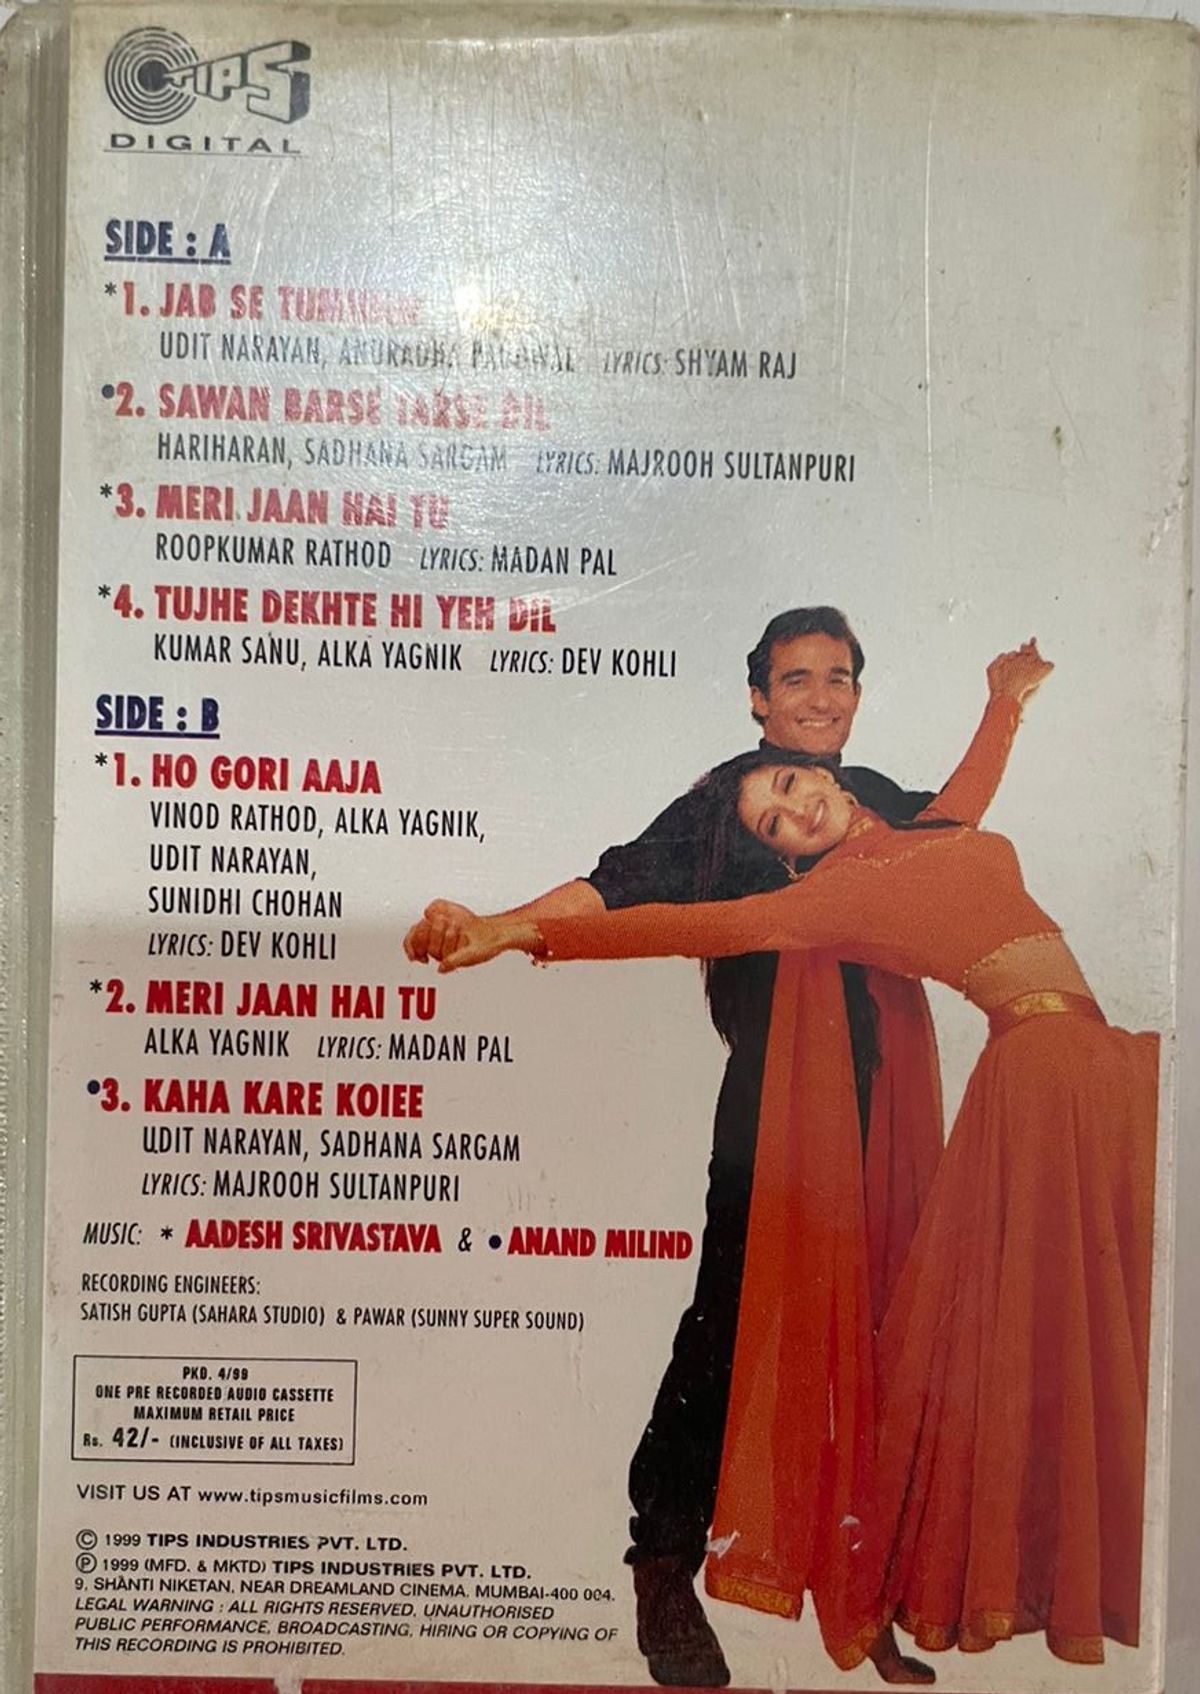 TIPS
DIGITAL
SIDE : A
*1. JAB SE
UDIT NARAYAN, ANURADHA PAUDWAL LYRICS: SHYAM RAJ
•2. SAWAN BARSE TARSE DIL
HARIHARAN, SADHANA SARGAM LYRICS: MAJROOH SULTANPURI
*3. MERI JAAN HAI TU
ROOPKUMAR RATHOD LYRICS: MADAN PAL
*4. TUJHE DEKHTE HI YEH DIL
KUMAR SANU, ALKA YAGNIK LYRICS: DEV KOHLI
SIDE : B
*1. HO GORI AAJA
VINOD RATHOD, ALKA YAGNIK,
UDIT NARAYAN,
SUNIDHI CHOHAN
LYRICS: DEV KOHLI
*2. MERI JAAN HAI TU
ALKA YAGNIK LYRICS: MADAN PAL
•3. KAHA KARE KOIEE
UDIT NARAYAN, SADHANA SARGAM
LYRICS: MAJROOH SULTANPURI
MUSIC: * AADESH SRIVASTAVA & • ANAND MILIND
RECORDING ENGINEERS:
SATISH GUPTA (SAHARA STUDIO) & PAWAR (SUNNY SUPER SOUND)
PKD. 4/99
ONE PRE RECORDED AUDIO CASSETTE
MAXIMUM RETAIL PRICE
Rs. 42/- (INCLUSIVE OF ALL TAXES)
VISIT US AT www.tipsmusicfilms.com
© 1999 TIPS INDUSTRIES PVT. LTD.
℗ 1999 (MFD. & MKTD) TIPS INDUSTRIES PVT. LTD.
9, SHANTI NIKETAN, NEAR DREAMLAND CINEMA, MUMBAI-400 004.
LEGAL WARNING : ALL RIGHTS RESERVED, UNAUTHORISED
PUBLIC PERFORMANCE, BROADCASTING, HIRING OR COPYING OF
THIS RECORDING IS PROHIBITED.